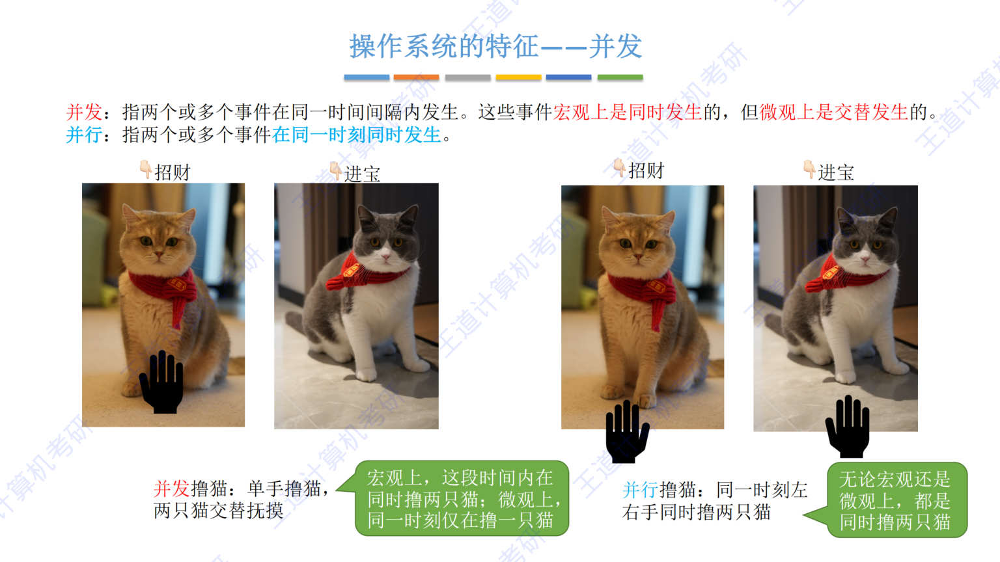 操作系统的特征——并发
并发：指两个或多个事件在同一时间间隔内发生。这些事件宏观上是同时发生的，但微观上是交替发生的。
并行：指两个或多个事件在同一时刻同时发生。
招财
进宝
招财
进宝
并发撸猫：单手撸猫，
两只猫交替抚摸
宏观上，这段时间内在
同时撸两只猫；微观上，
同一时刻仅在撸一只猫
并行撸猫：同一时刻左
右手同时撸两只猫
无论宏观还是
微观上，都是
同时撸两只猫
王道计算机考研